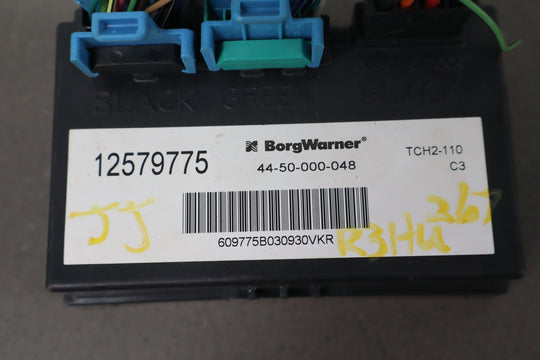 BLACK GREEN BLACK
BorgWarner®
12579775
44-50-000-048
TCH2-110
C3
609775B030930VKR
JJ
R3HU
267